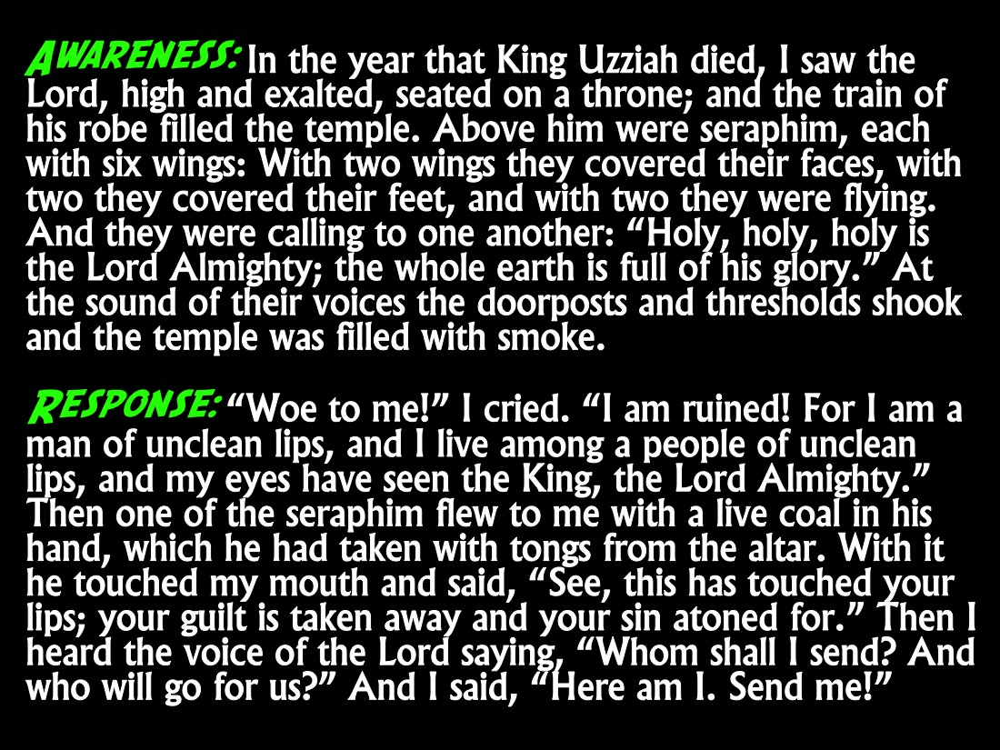 AWARENESS: In the year that King Uzziah died, I saw the
Lord, high and exalted, seated on a throne; and the train of
his robe filled the temple. Above him were seraphim, each
with six wings: With two wings they covered their faces, with
two they covered their feet, and with two they were flying.
And they were calling to one another: “Holy, holy, holy is
the Lord Almighty; the whole earth is full of his glory.” At
the sound of their voices the doorposts and thresholds shook
and the temple was filled with smoke.
RESPONSE: “Woe to me!” I cried. “I am ruined! For I am a
man of unclean lips, and I live among a people of unclean
lips, and my eyes have seen the King, the Lord Almighty.”
Then one of the seraphim flew to me with a live coal in his
hand, which he had taken with tongs from the altar. With it
he touched my mouth and said, “See, this has touched your
lips; your guilt is taken away and your sin atoned for.” Then I
heard the voice of the Lord saying, “Whom shall I send? And
who will go for us?” And I said, “Here am I. Send me!”